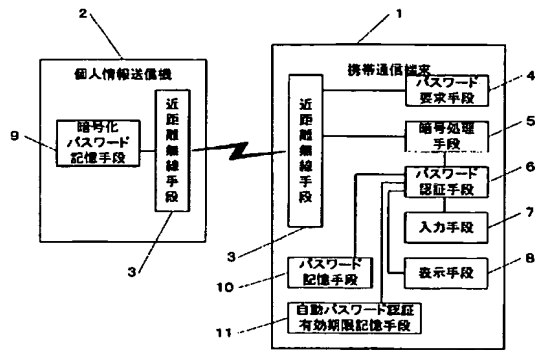 2
1
個人情報送信機
携帯通信端末
近距離無線手段
近距離無線手段
パスワード
要求手段
4
暗号化
パスワード
記憶手段
9
暗号処理
手段
5
パスワード
認証手段
6
入力手段
7
3
3
パスワード
記憶手段
10
表示手段
8
自動パスワード認証
有効期限記憶手段
11